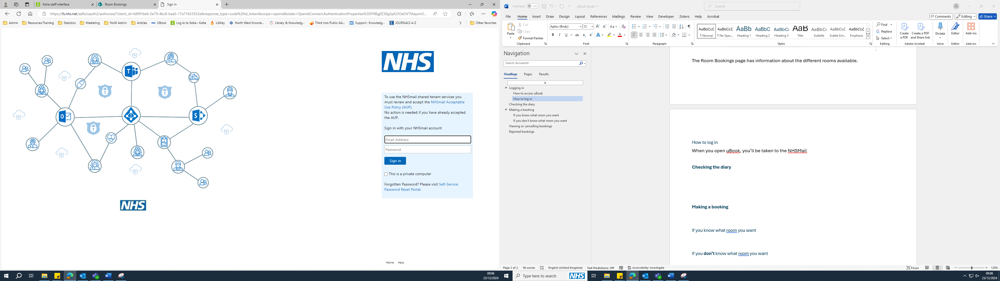 Koha staff interface
Room Bookings
Sign In
https://fs.nhs.net/adfs/oauth2/authorize/?client_id=fd091be6-5e79-4bc8-baa5-17a71653352e&response_type=code%20id_token&scope=openid&state=OpenIdConnect.AuthenticationProperties%3DP9BgjfZ30g3pILDOeOV7IAaysm3...
Admin
Resources/Training
Statistics
Marketing
NoW Admin
Articles
UBook
Log in to Koha › Koha
LibKey
North West Knowle...
Library & Knowledg...
Third Iron Public Ad...
Support : Knowledg...
JOURNALS A-Z
Other favorites
NHS
To use the NHSmail shared tenant services you
must review and accept the NHSmail Acceptable
Use Policy (AUP).
No action is needed if you have already accepted
the AUP.
Sign in with your NHSmail account
Email Address
Password
Sign in
This is a private computer
Forgotten Password? Please visit Self-Service
Password Reset Portal.
NHS
Home Help
09:06
23/12/2024
AutoSave Off
uBook Guide
Search
File Home Insert Draw Design Layout References Mailings Review View Developer Zotero Help Acrobat
Comments
Editing
Share
Paste
Cut
Copy
Format Painter
Clipboard
Aptos (Body) 12
Font
Paragraph
AaBbCcD AaBbCcD AaBb AaBbC AaBbCc AaB AaBbCc AaBbCcD AaBbCcD
¶ Normal ¶ No Spac... Heading 1 Heading 2 Heading 3 Title Subtitle Subtle Em... Emphasis
Styles
Find
Replace
Select
Editing
Create
a PDF
Create a PDF
and Share link
Adobe Acrobat
Dictate
Voice
Editor
Editor
Add-ins
Add-ins
Navigation
Search document
Headings Pages Results
Logging in
How to access uBook
How to log in
Checking the diary
Making a booking
If you know what room you want
If you don't know what room you want
Viewing or cancelling bookings
Rejected bookings
The Room Bookings page has information about the different rooms available.
How to log in
When you open uBook, you'll be taken to the NHSMail
Checking the diary
Making a booking
If you know what room you want
If you don't know what room you want
Page 2 of 2
96 words
English (United Kingdom)
Text Predictions: Off
Accessibility: Investigate
Focus
120%
Type here to search
NHS
09:06
23/12/2024